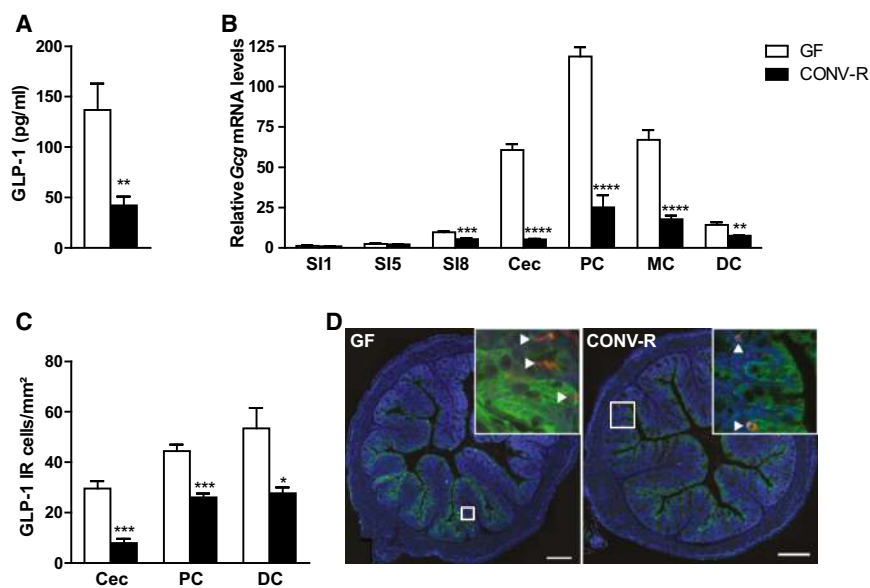 A
GLP-1 (pg/ml)
200
150
100
50
0
**
B
Relative Gcg mRNA levels
125
100
75
50
25
0
***
****
****
****
**
SI1 SI5 SI8 Cec PC MC DC
GF
CONV-R
C
GLP-1 IR cells/mm²
80
60
40
20
0
***
***
*
Cec PC DC
D
GF
CONV-R